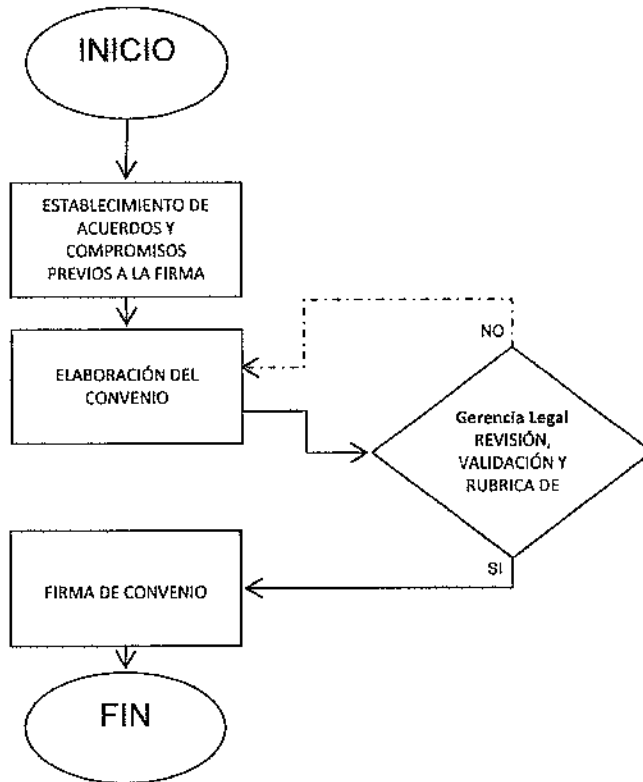 INICIO
ESTABLECIMIENTO DE
ACUERDOS Y
COMPROMISOS
PREVIOS A LA FIRMA
NO
ELABORACIÓN DEL
CONVENIO
Gerencia Legal
REVISIÓN,
VALIDACIÓN Y
RUBRICA DE
SI
FIRMA DE CONVENIO
FIN